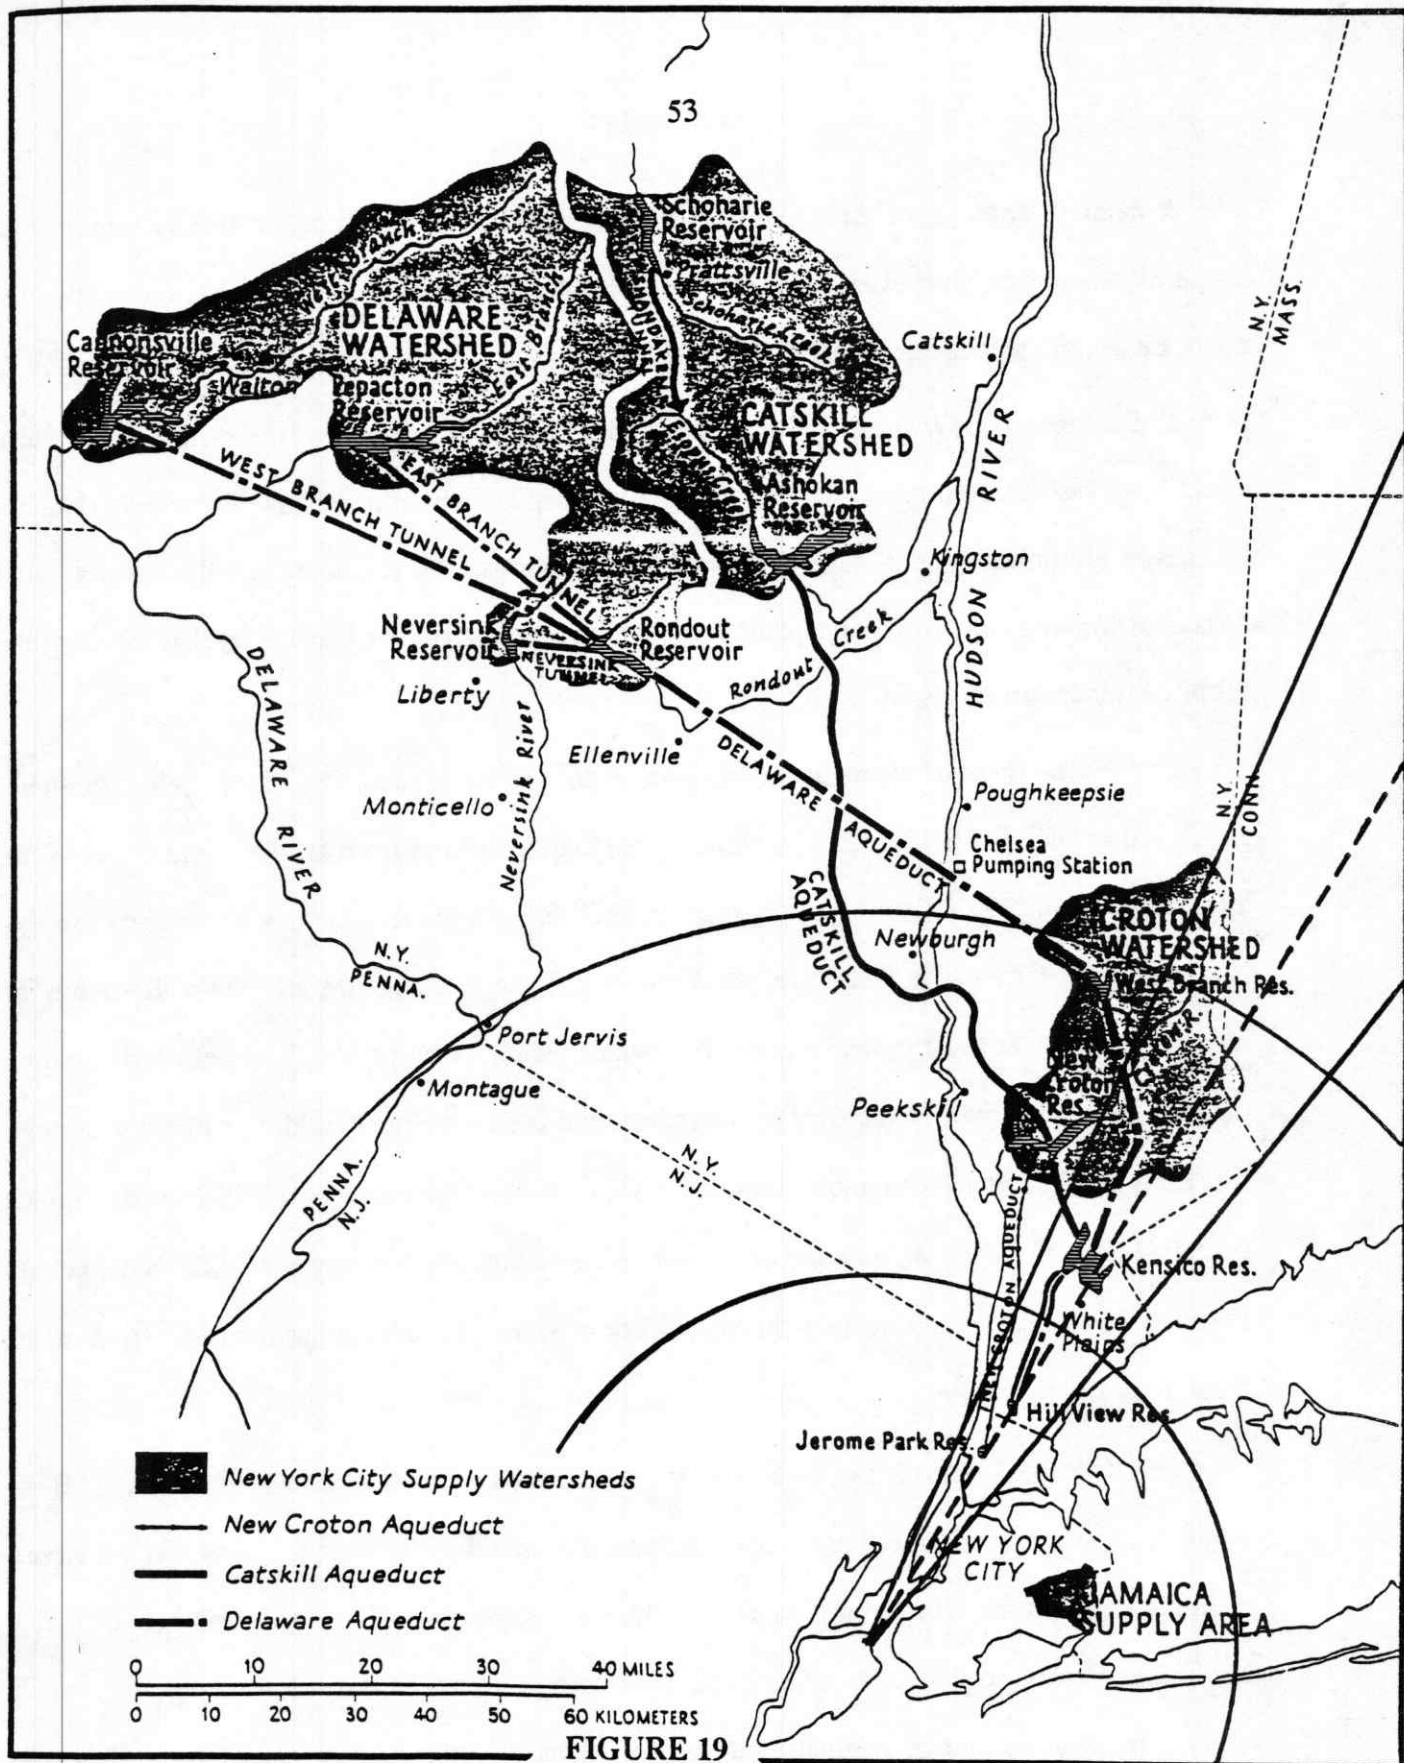 53
Schoharie
Reservoir
Prattsville
SHANDAKEN
TUNNEL
Schoharie Creek
West Branch
East Branch
DELAWARE
WATERSHED
Cannonsville
Reservoir
Walton
Pepacton
Reservoir
Catskill
N.Y.
MASS.
CATSKILL
WATERSHED
Esopus Creek
Ashokan
Reservoir
WEST BRANCH TUNNEL
EAST BRANCH TUNNEL
Kingston
HUDSON RIVER
Neversink
Reservoir
NEVERSINK
TUNNEL
Rondout
Reservoir
Rondout Creek
Liberty
Ellenville
Neversink River
DELAWARE RIVER
DELAWARE AQUEDUCT
Monticello
Poughkeepsie
N.Y.
CONN
Chelsea
Pumping Station
CATSKILL
AQUEDUCT
Newburgh
CROTON
WATERSHED
West Branch Res.
N.Y.
PENNA.
Port Jervis
Montague
New
Croton
Res.
Peekskill
N.Y.
N.J.
PENNA.
N.J.
NEW CROTON AQUEDUCT
Kensico Res.
White
Plains
Hill View Res.
Jerome Park Res.
NEW YORK
CITY
JAMAICA
SUPPLY AREA
New York City Supply Watersheds
New Croton Aqueduct
Catskill Aqueduct
Delaware Aqueduct
0 10 20 30 40 MILES
0 10 20 30 40 50 60 KILOMETERS
FIGURE 19